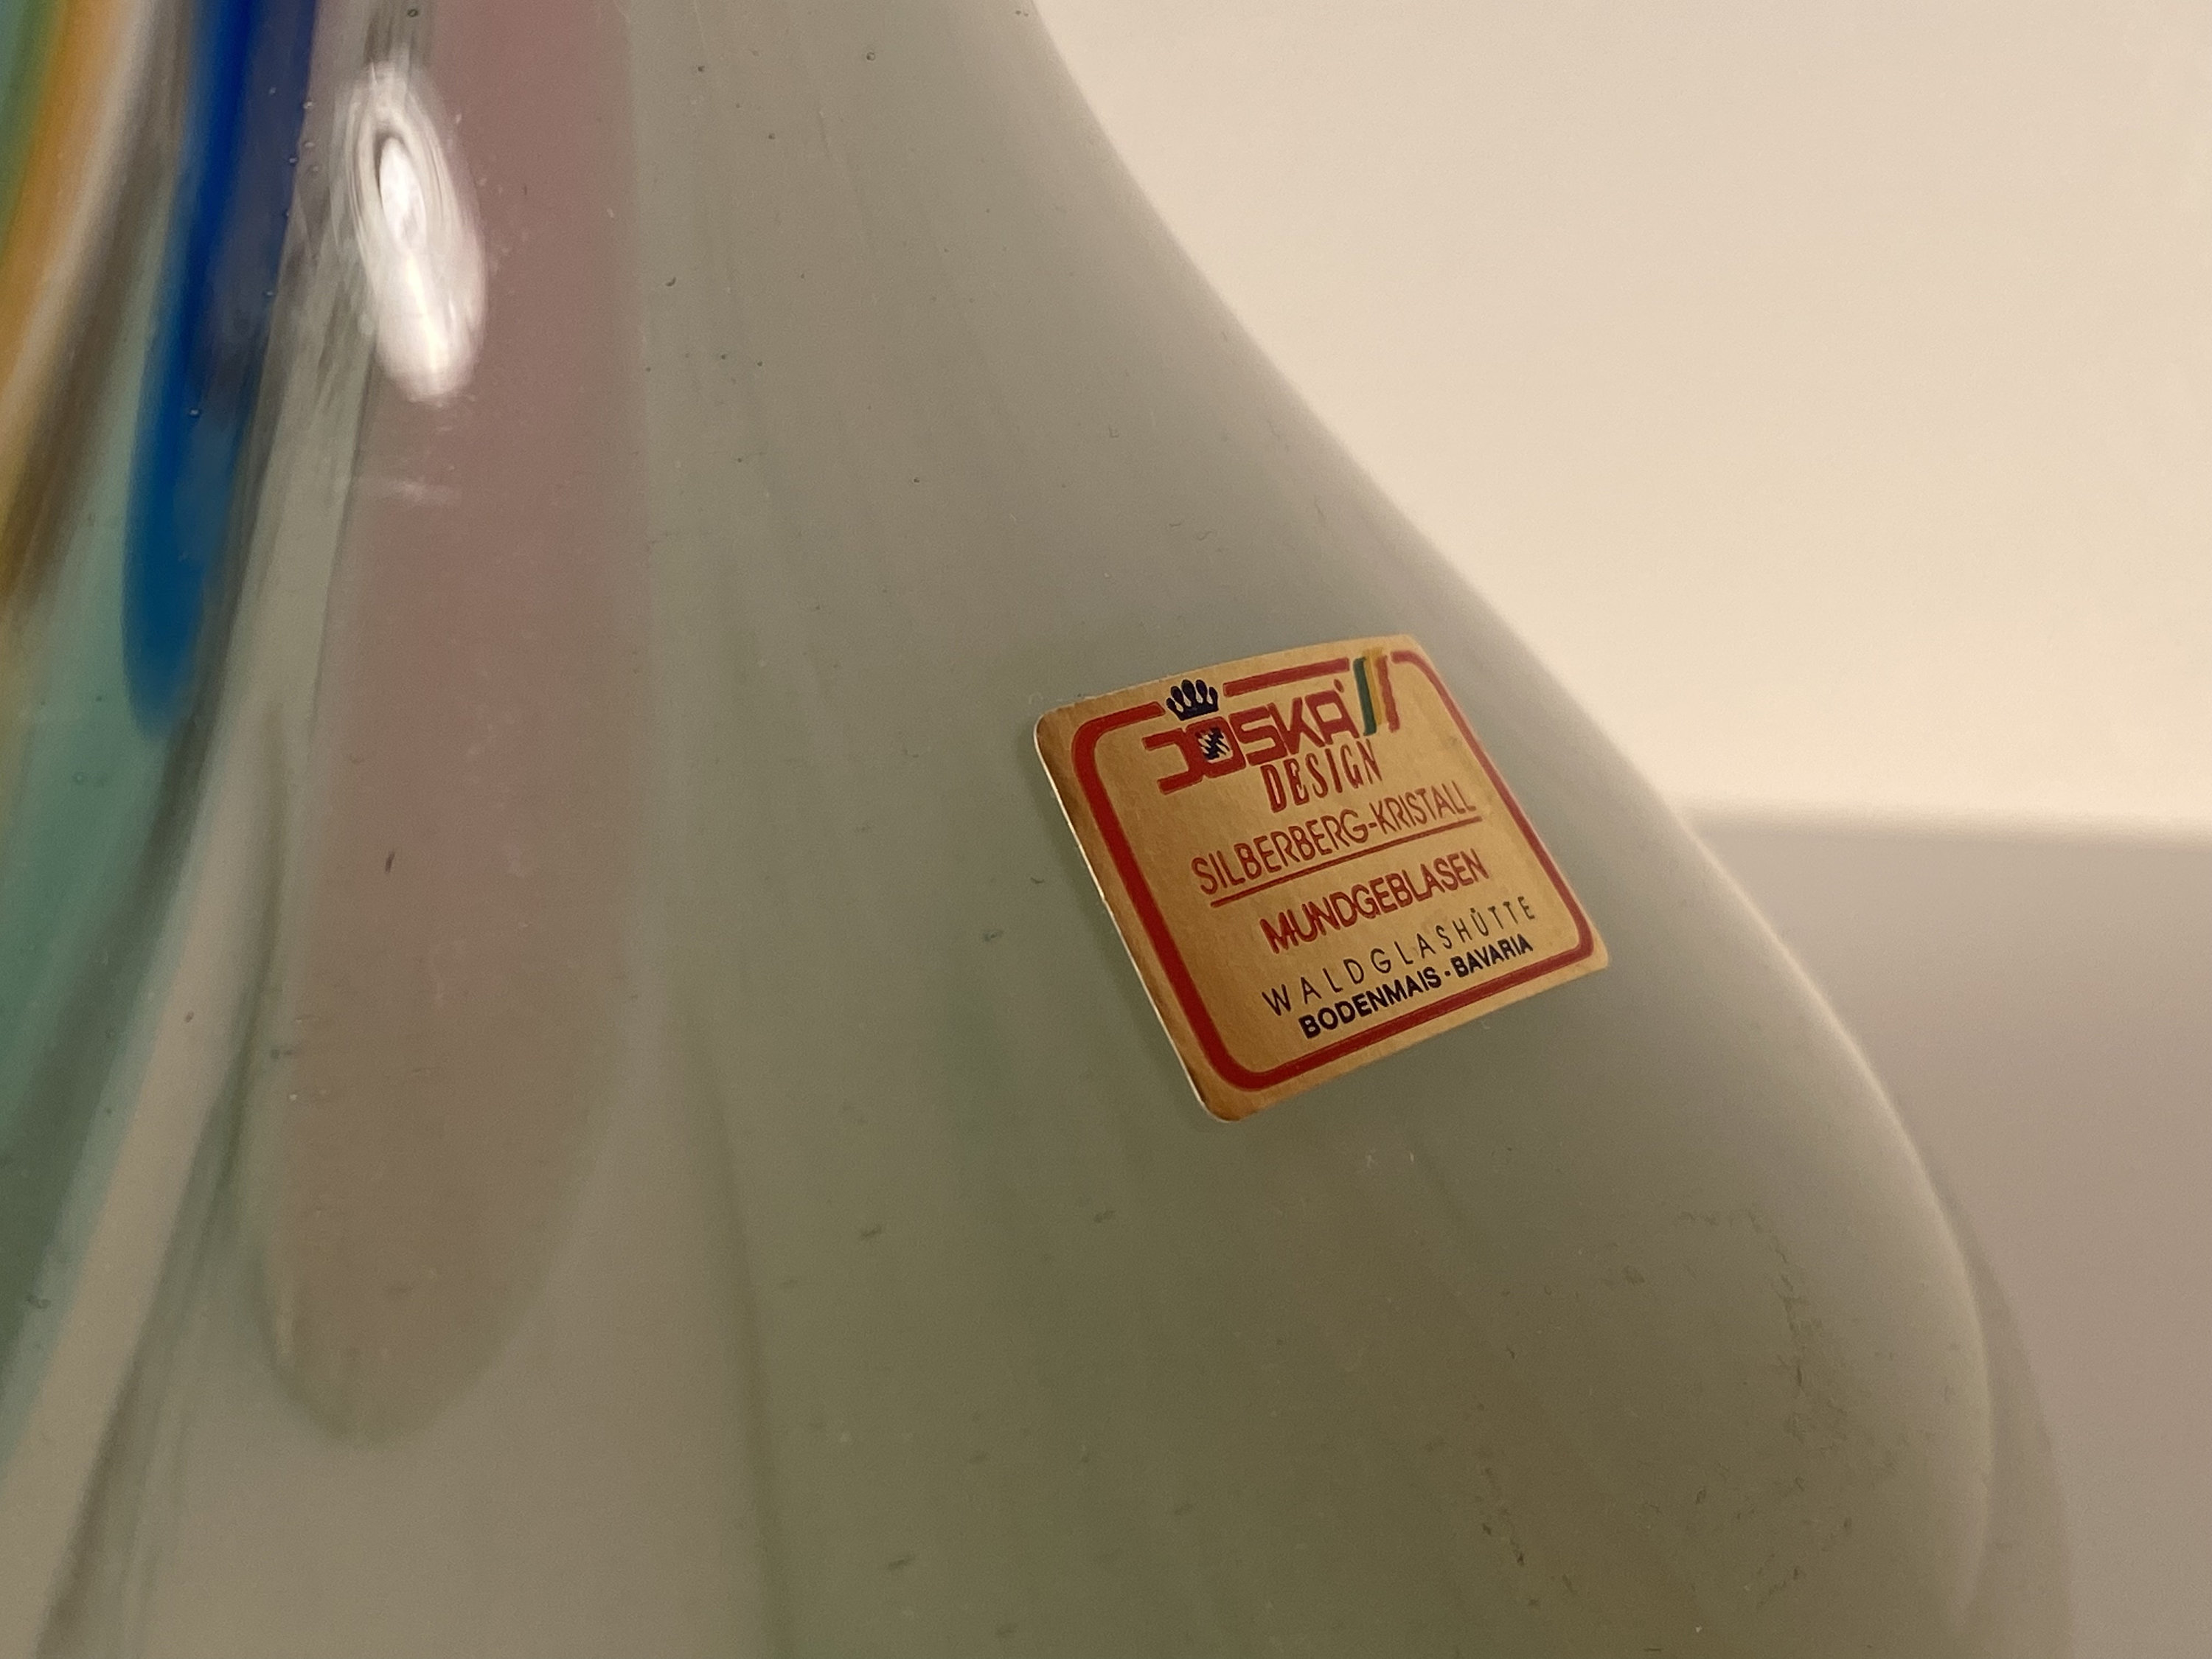 JOSKA
DESIGN
SILBERBERG-KRISTALL
MUNDGEBLASEN
WALDGLASHÜTTE
BODENMAIS - BAVARIA